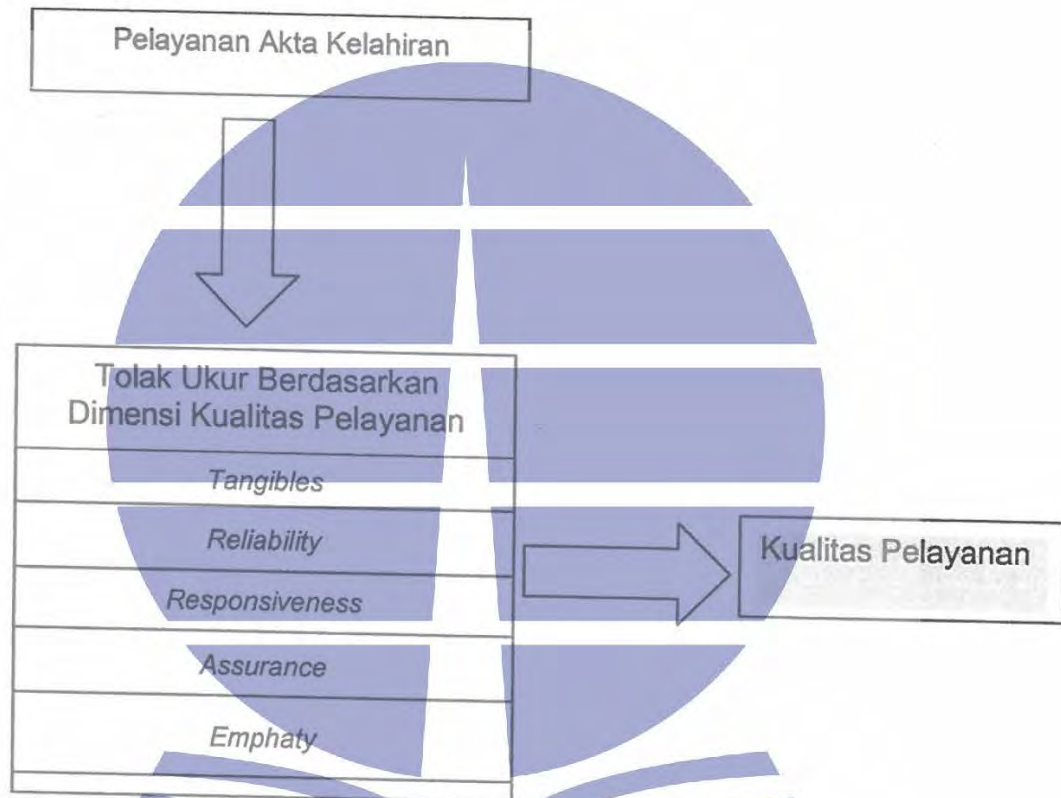 Pelayanan Akta Kelahiran
Tolak Ukur Berdasarkan
Dimensi Kualitas Pelayanan
Tangibles
Reliability
Responsiveness
Assurance
Emphaty
Kualitas Pelayanan